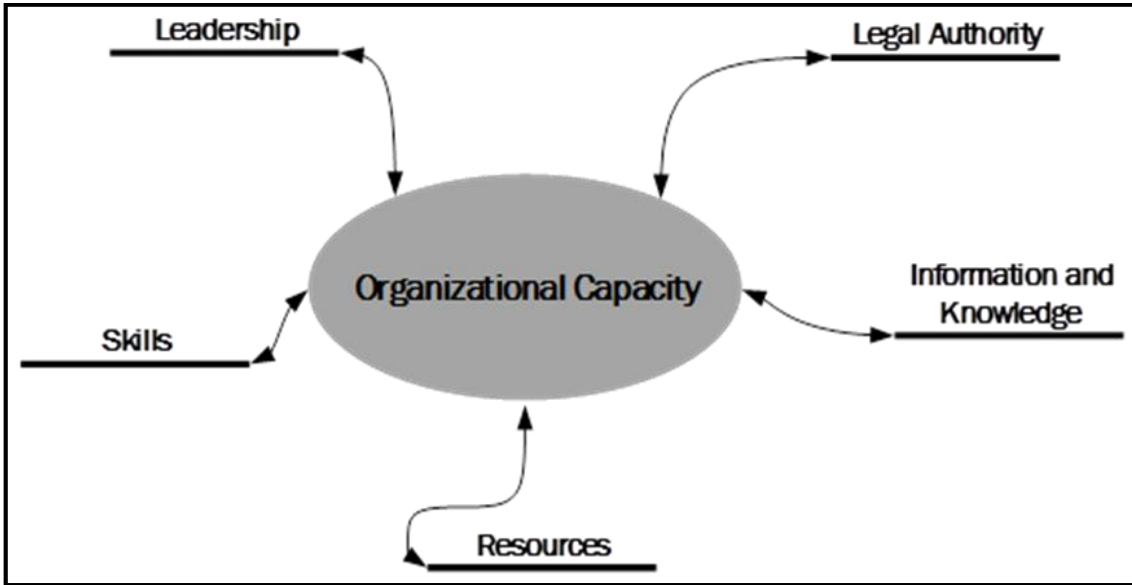 Leadership
Legal Authority
Organizational Capacity
Information and
Knowledge
Skills
Resources